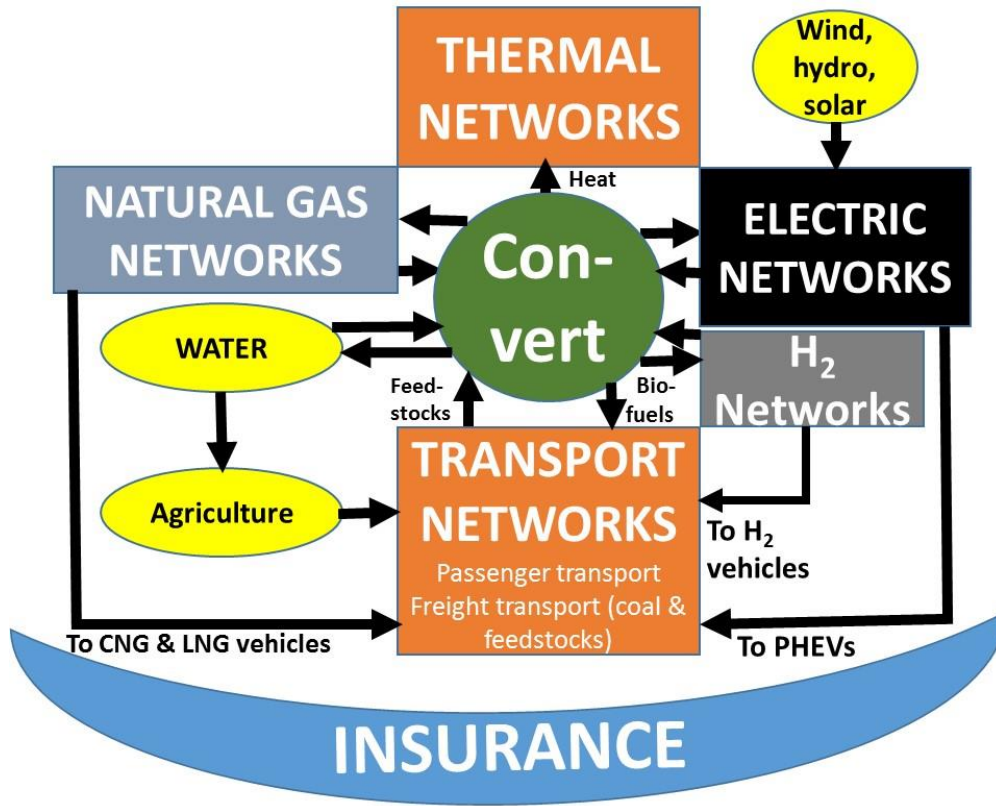 THERMAL
NETWORKS
Wind,
hydro,
solar
Heat
NATURAL GAS
NETWORKS
Con-
vert
ELECTRIC
NETWORKS
WATER
Feed-
stocks
Bio-
fuels
H₂
Networks
Agriculture
TRANSPORT
NETWORKS
Passenger transport
Freight transport (coal &
feedstocks)
To H₂
vehicles
To CNG & LNG vehicles
To PHEVs
INSURANCE